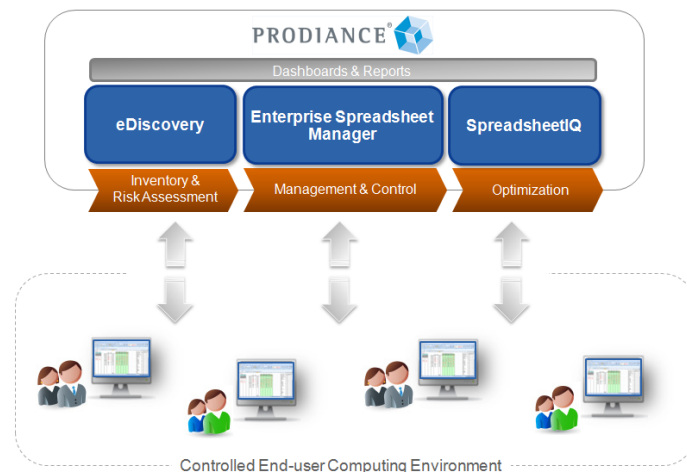 PRODIANCE®
Dashboards & Reports
eDiscovery
Enterprise Spreadsheet
Manager
SpreadsheetIQ
Inventory &
Risk Assessment
Management & Control
Optimization
Controlled End-user Computing Environment